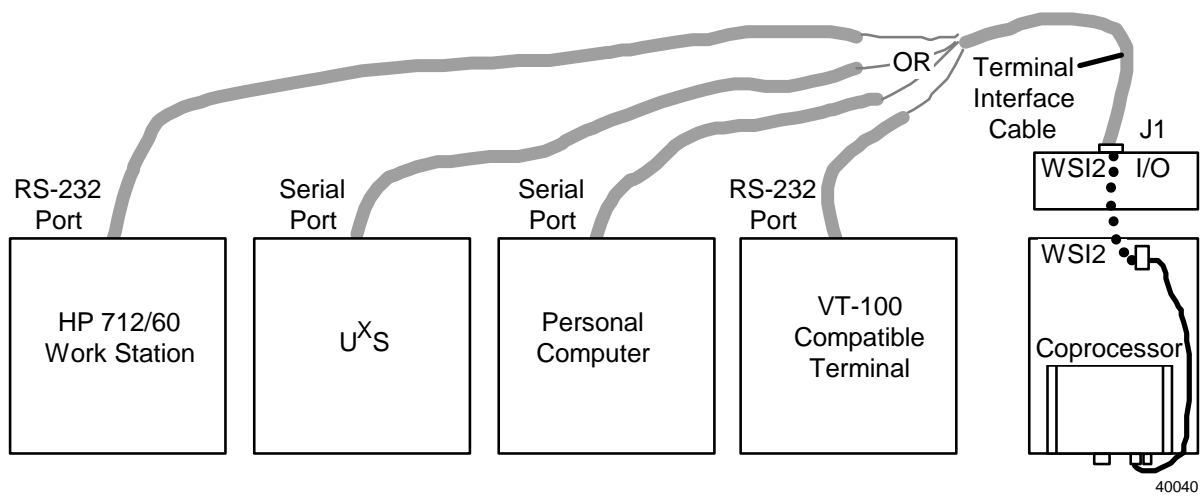 OR
Terminal
Interface
Cable
J1
WSI2 I/O
RS-232
Port
Serial
Port
Serial
Port
RS-232
Port
WSI2
HP 712/60
Work Station
UXS
Personal
Computer
VT-100
Compatible
Terminal
Coprocessor
40040